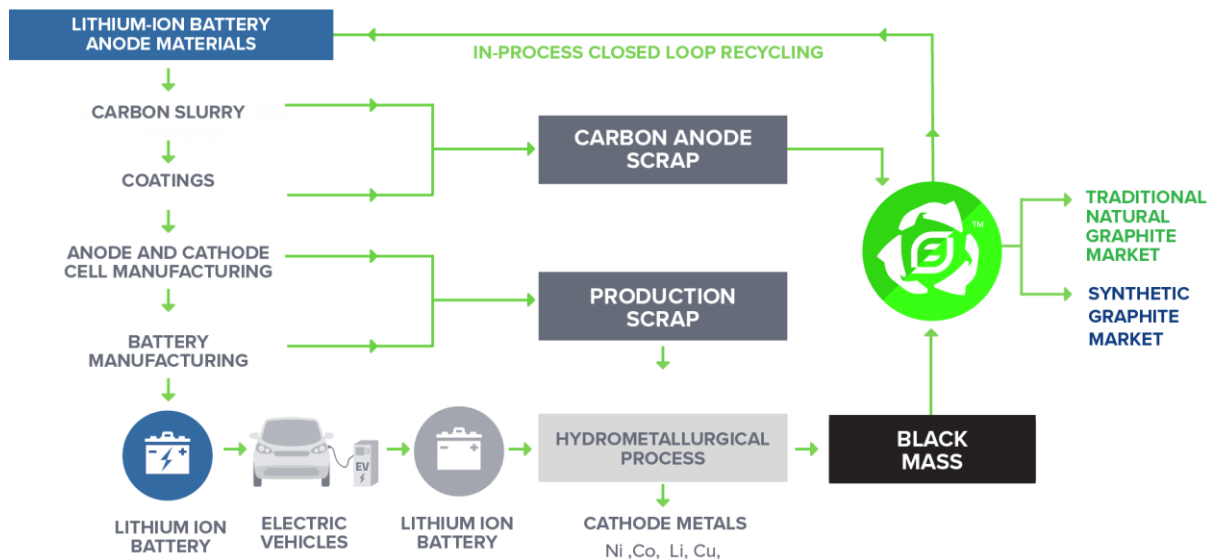 LITHIUM-ION BATTERY
ANODE MATERIALS
IN-PROCESS CLOSED LOOP RECYCLING
CARBON SLURRY
COATINGS
CARBON ANODE
SCRAP
ANODE AND CATHODE
CELL MANUFACTURING
BATTERY
MANUFACTURING
PRODUCTION
SCRAP
TM
TRADITIONAL
NATURAL
GRAPHITE
MARKET
SYNTHETIC
GRAPHITE
MARKET
EV
HYDROMETALLURGICAL
PROCESS
BLACK
MASS
LITHIUM ION
BATTERY
ELECTRIC
VEHICLES
LITHIUM ION
BATTERY
CATHODE METALS
Ni ,Co, Li, Cu,